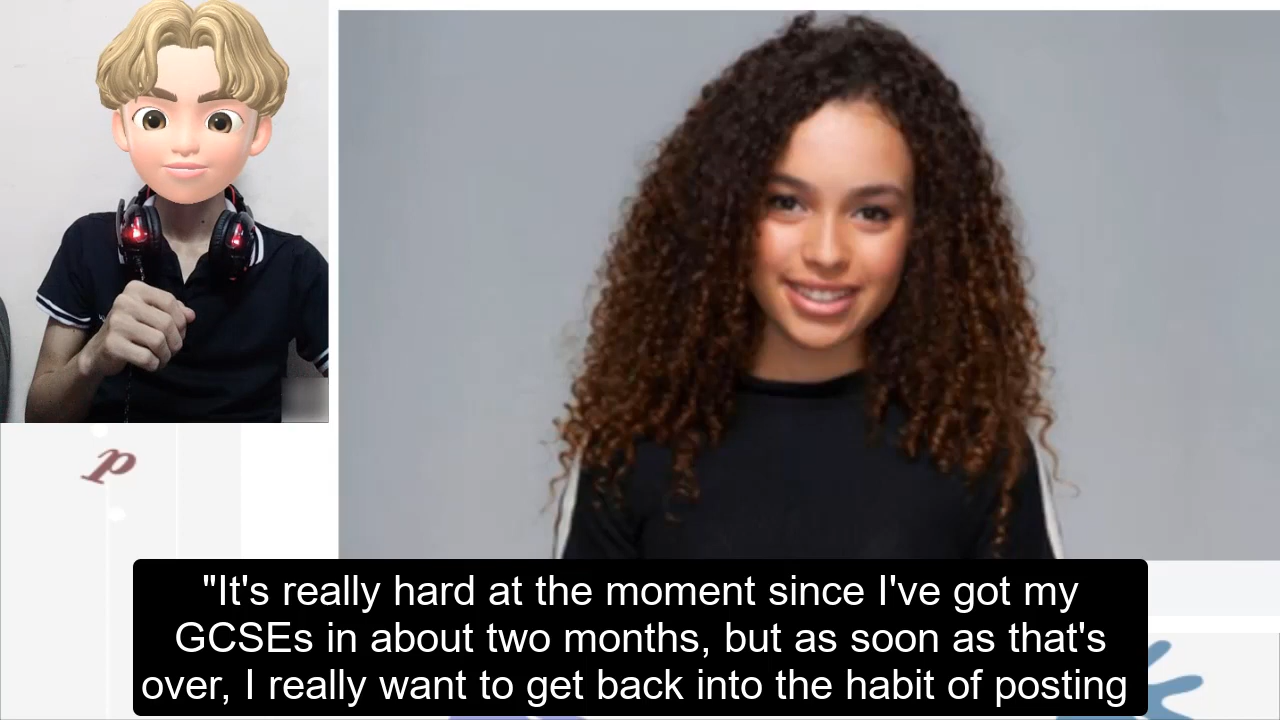 p
"It's really hard at the moment since I've got my
GCSEs in about two months, but as soon as that's
over, I really want to get back into the habit of posting